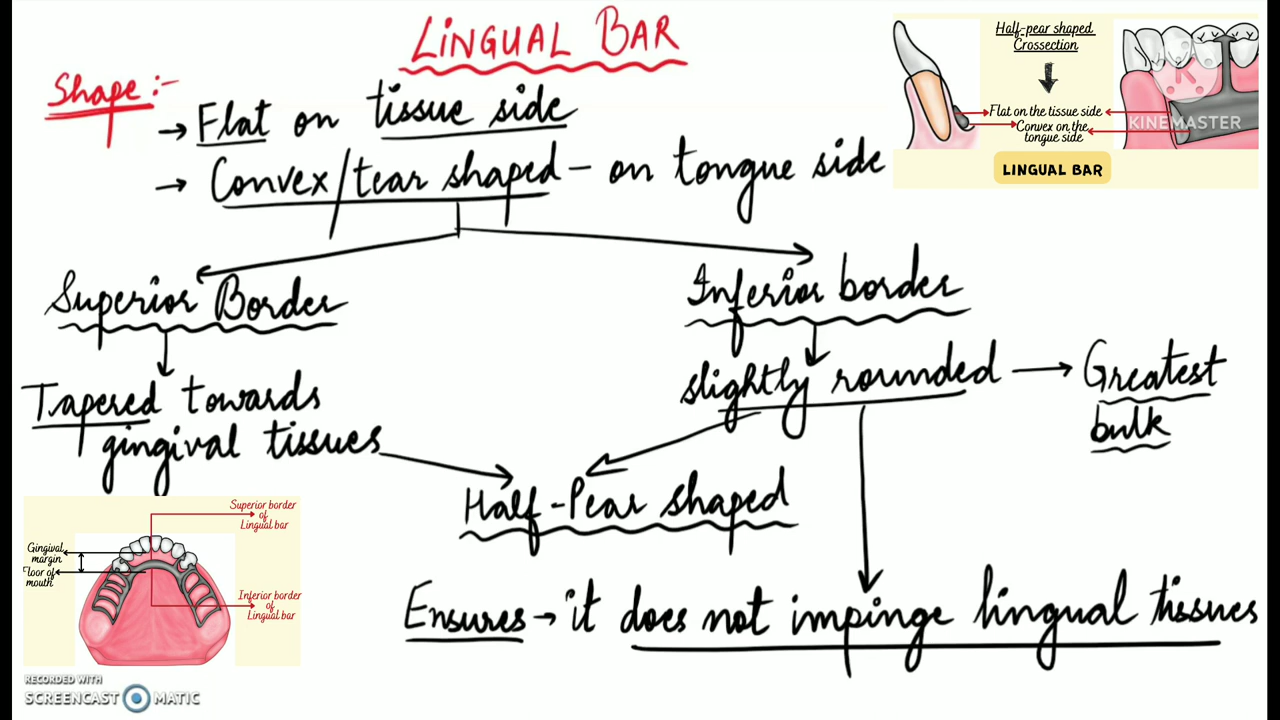 LINGUAL BAR
Shape :-
→ Flat on tissue side
→ Convex/tear shaped – on tongue side
Half-pear shaped
Crossection
Flat on the tissue side
Convex on the
tongue side
KINEMASTER
LINGUAL BAR
Superior Border
Inferior border
Tapered towards
gingival tissues
slightly rounded → Greatest
bulk
Half-Pear shaped
Ensures → it does not impinge lingual tissues
Superior border
of
Lingual bar
Gingival
margin
Floor of
mouth
Inferior border
of
Lingual bar
RECORDED WITH
SCREENCAST MATIC